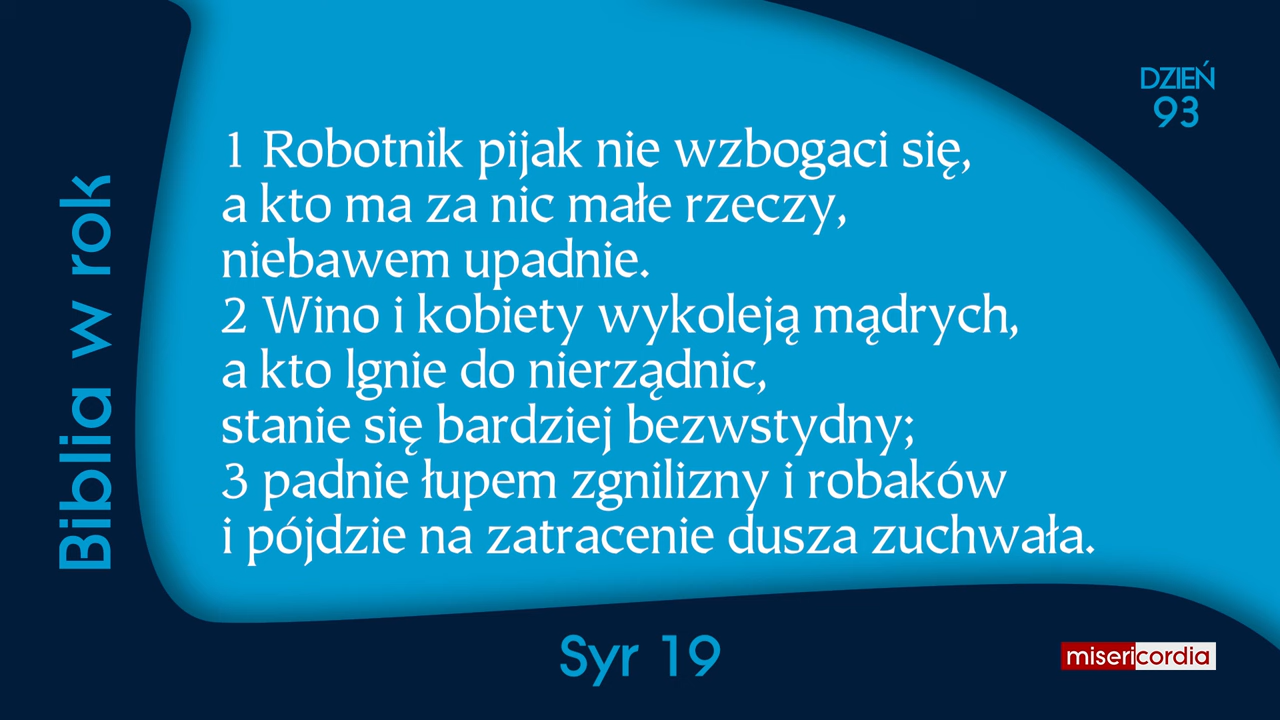 DZIEŃ
93
Biblia w rok
1 Robotnik pijak nie wzbogaci się,
a kto ma za nic małe rzeczy,
niebawem upadnie.
2 Wino i kobiety wykoleją mądrych,
a kto lgnie do nierządnic,
stanie się bardziej bezwstydny;
3 padnie łupem zgnilizny i robaków
i pójdzie na zatracenie dusza zuchwała.
Syr 19
misericordia